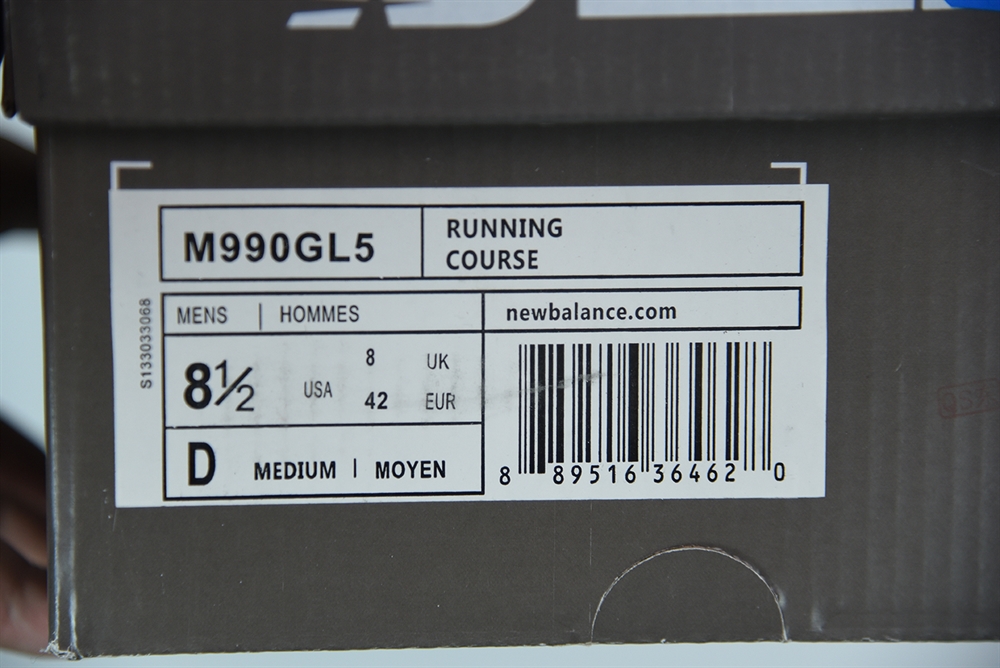 M990GL5
RUNNING
COURSE
MENS | HOMMES
newbalance.com
8½ USA
8 UK
42 EUR
D MEDIUM | MOYEN
8 89516 36462 0
S133033068